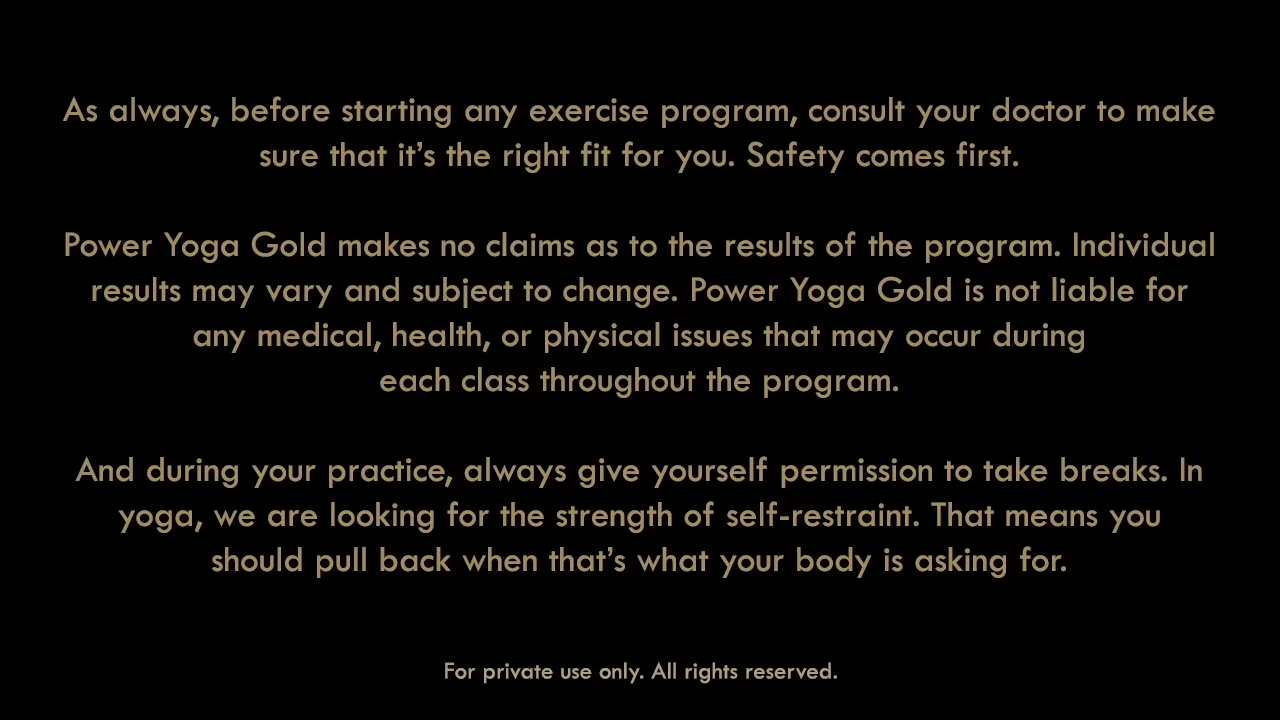 As always, before starting any exercise program, consult your doctor to make
sure that it’s the right fit for you. Safety comes first.
Power Yoga Gold makes no claims as to the results of the program. Individual
results may vary and subject to change. Power Yoga Gold is not liable for
any medical, health, or physical issues that may occur during
each class throughout the program.
And during your practice, always give yourself permission to take breaks. In
yoga, we are looking for the strength of self-restraint. That means you
should pull back when that’s what your body is asking for.
For private use only. All rights reserved.